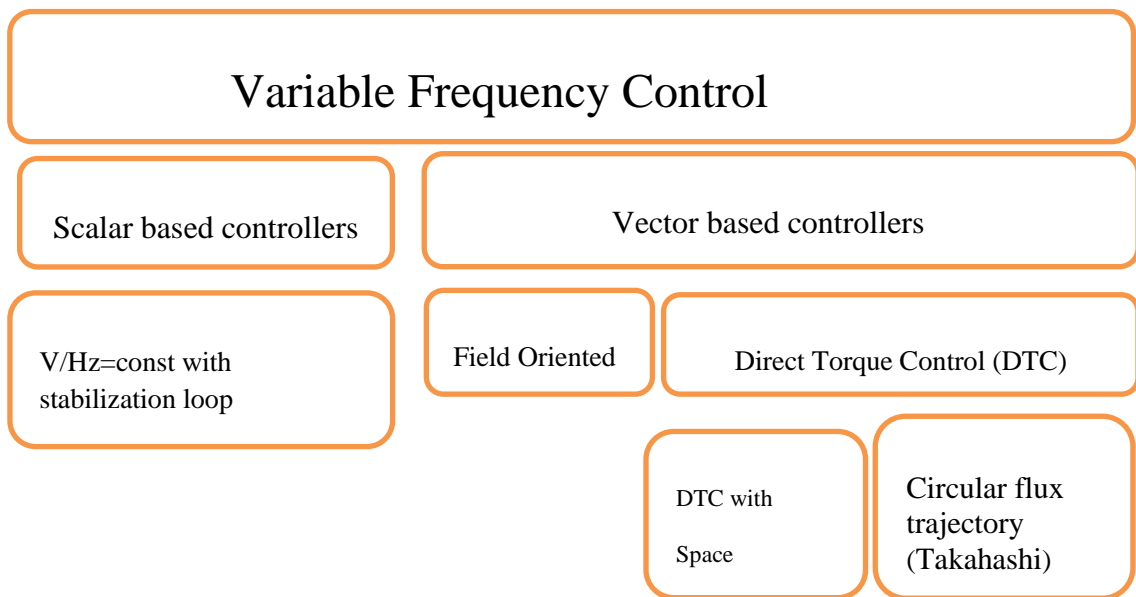 Variable Frequency Control
Scalar based controllers
Vector based controllers
V/Hz=const with
stabilization loop
Field Oriented
Direct Torque Control (DTC)
DTC with
Space
Circular flux
trajectory
(Takahashi)